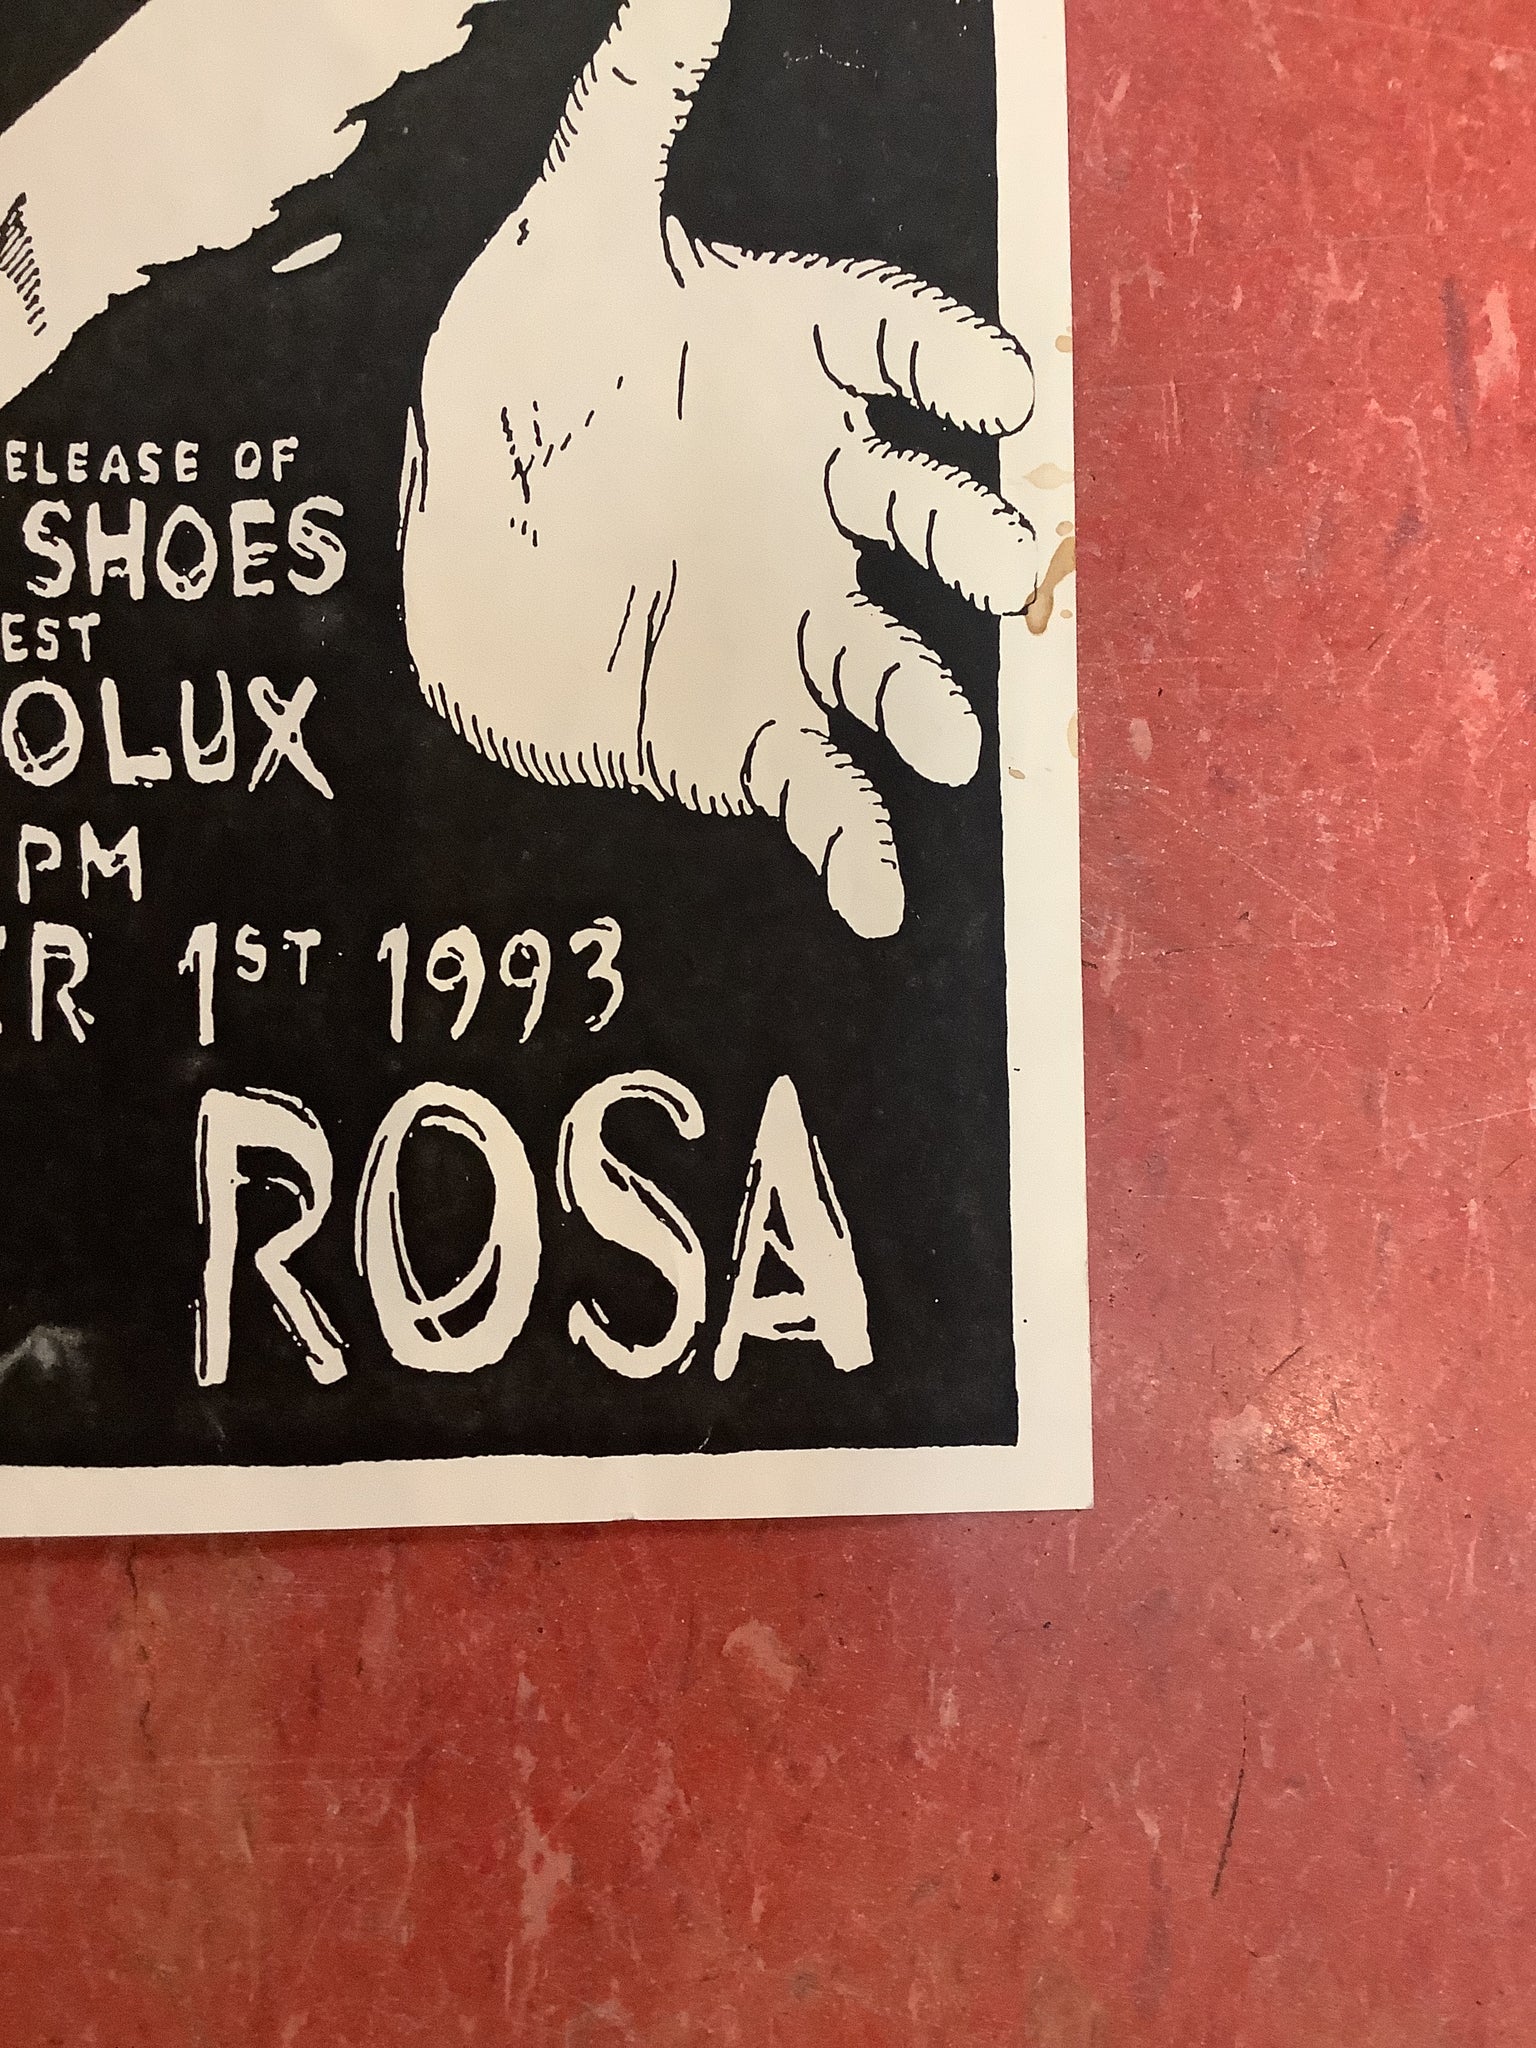 ELEASE OF
SHOES
EST
OLUX
PM
ER 1ST 1993
ROSA